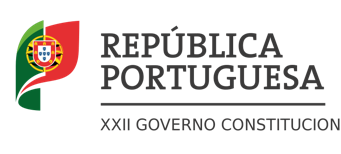 REPÚBLICA
PORTUGUESA
XXII GOVERNO CONSTITUCION